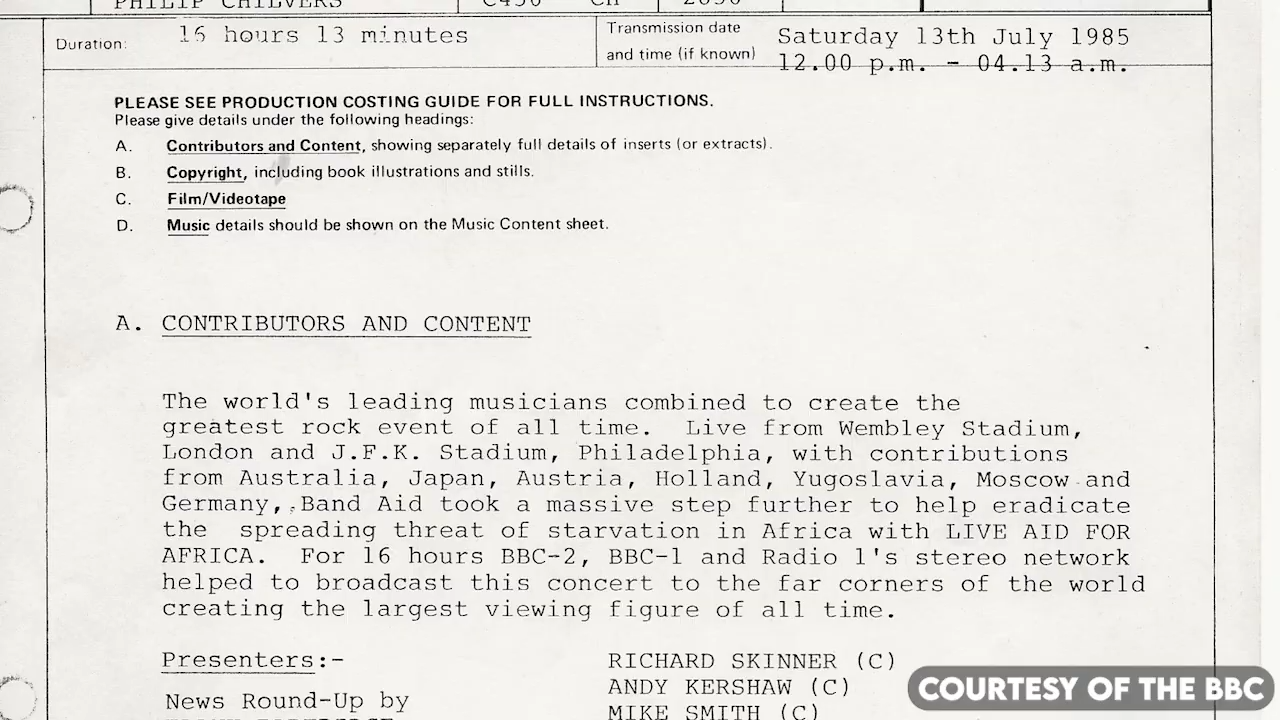 PHILIP CHILVERS
Duration: 16 hours 13 minutes
Transmission date
and time (if known)
Saturday 13th July 1985
12.00 p.m. - 04.13 a.m.
PLEASE SEE PRODUCTION COSTING GUIDE FOR FULL INSTRUCTIONS.
Please give details under the following headings:
A. Contributors and Content, showing separately full details of inserts (or extracts).
B. Copyright, including book illustrations and stills.
C. Film/Videotape
D. Music details should be shown on the Music Content sheet.
A. CONTRIBUTORS AND CONTENT
The world's leading musicians combined to create the
greatest rock event of all time. Live from Wembley Stadium,
London and J.F.K. Stadium, Philadelphia, with contributions
from Australia, Japan, Austria, Holland, Yugoslavia, Moscow and
Germany, Band Aid took a massive step further to help eradicate
the spreading threat of starvation in Africa with LIVE AID FOR
AFRICA. For 16 hours BBC-2, BBC-1 and Radio 1's stereo network
helped to broadcast this concert to the far corners of the world
creating the largest viewing figure of all time.
Presenters:- RICHARD SKINNER (C)
ANDY KERSHAW (C)
News Round-Up by
MIKE SMITH (C)
COURTESY OF THE BBC